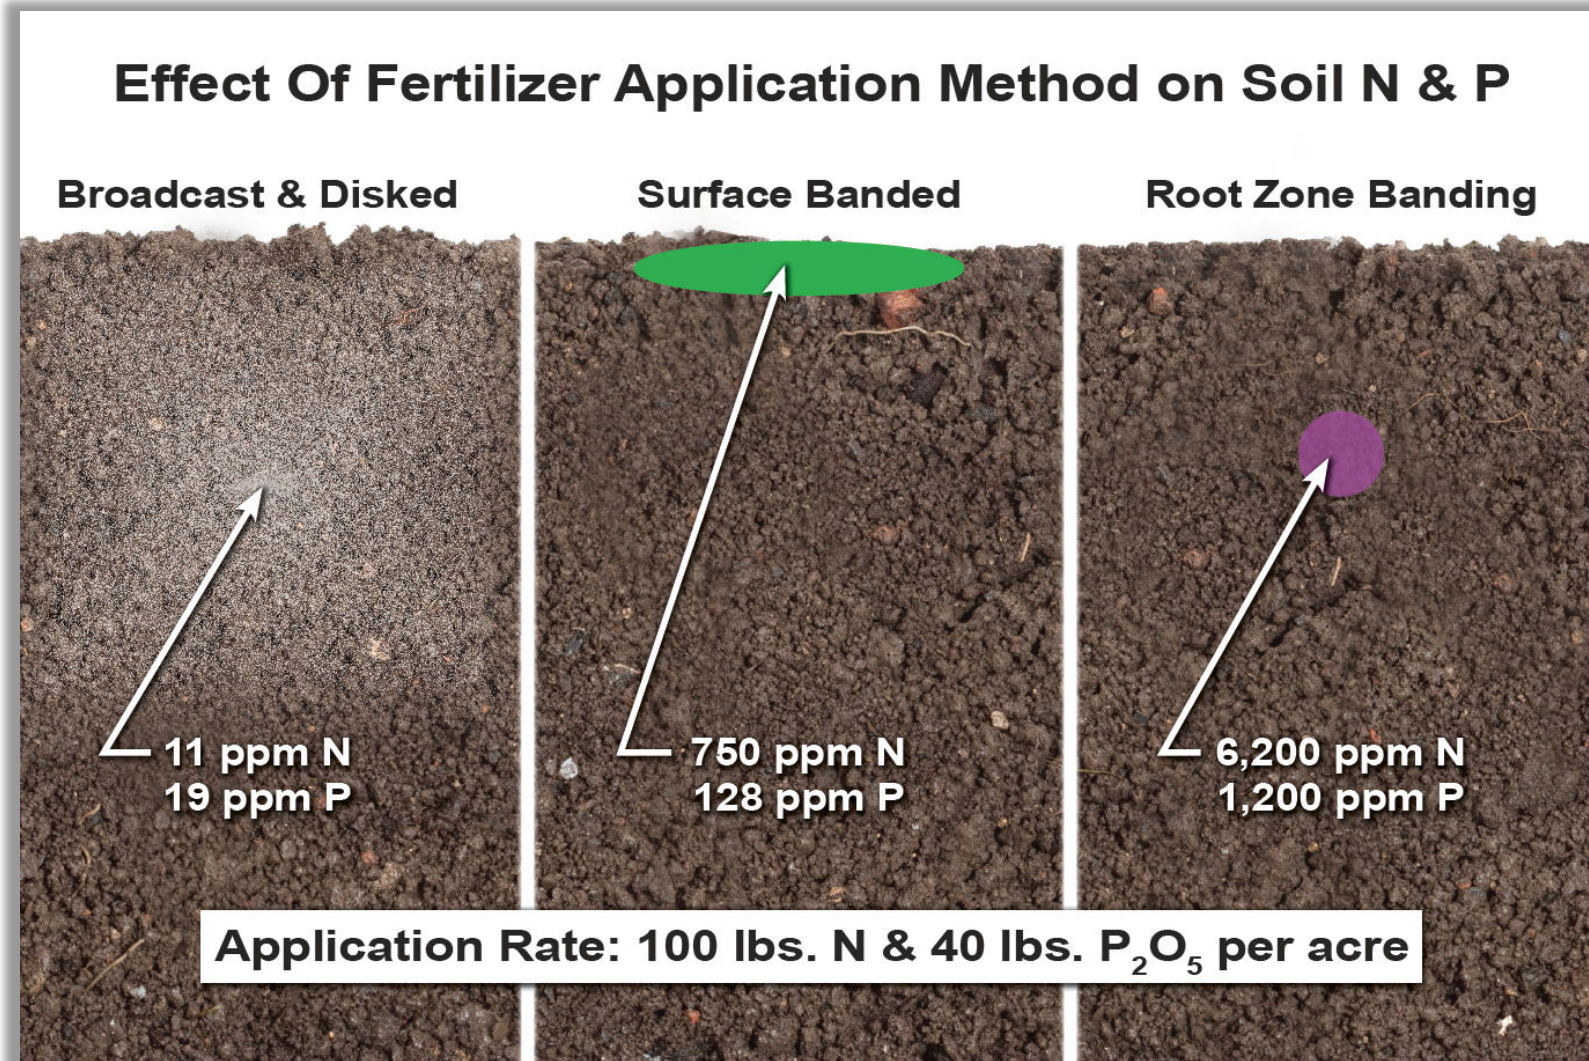 Effect Of Fertilizer Application Method on Soil N & P
Broadcast & Disked
Surface Banded
Root Zone Banding
11 ppm N
19 ppm P
750 ppm N
128 ppm P
6,200 ppm N
1,200 ppm P
Application Rate: 100 lbs. N & 40 lbs. P₂O₅ per acre